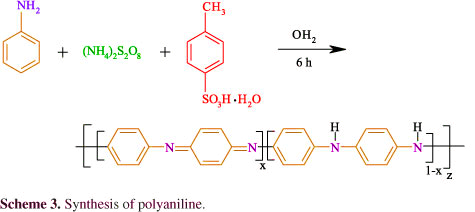 NH2
CH3
+ (NH4)2S2O8 +
OH2
6 h
SO3H·H2O
H
H
N
N
N
N
x
1-x
z
Scheme 3. Synthesis of polyaniline.